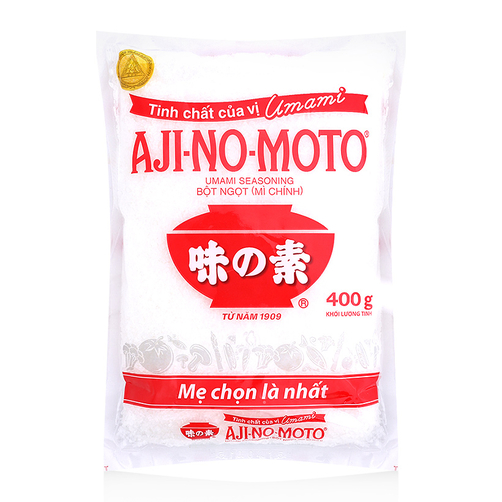 Tinh chất của vị Umami
AJI-NO-MOTO®
UMAMI SEASONING
BỘT NGỌT (MÌ CHÍNH)
味の素
®
TỪ NĂM 1909
400g
KHỐI LƯỢNG TỊNH
Mẹ chọn là nhất
Tinh chất của vị Umami
味の素 AJI-NO-MOTO®